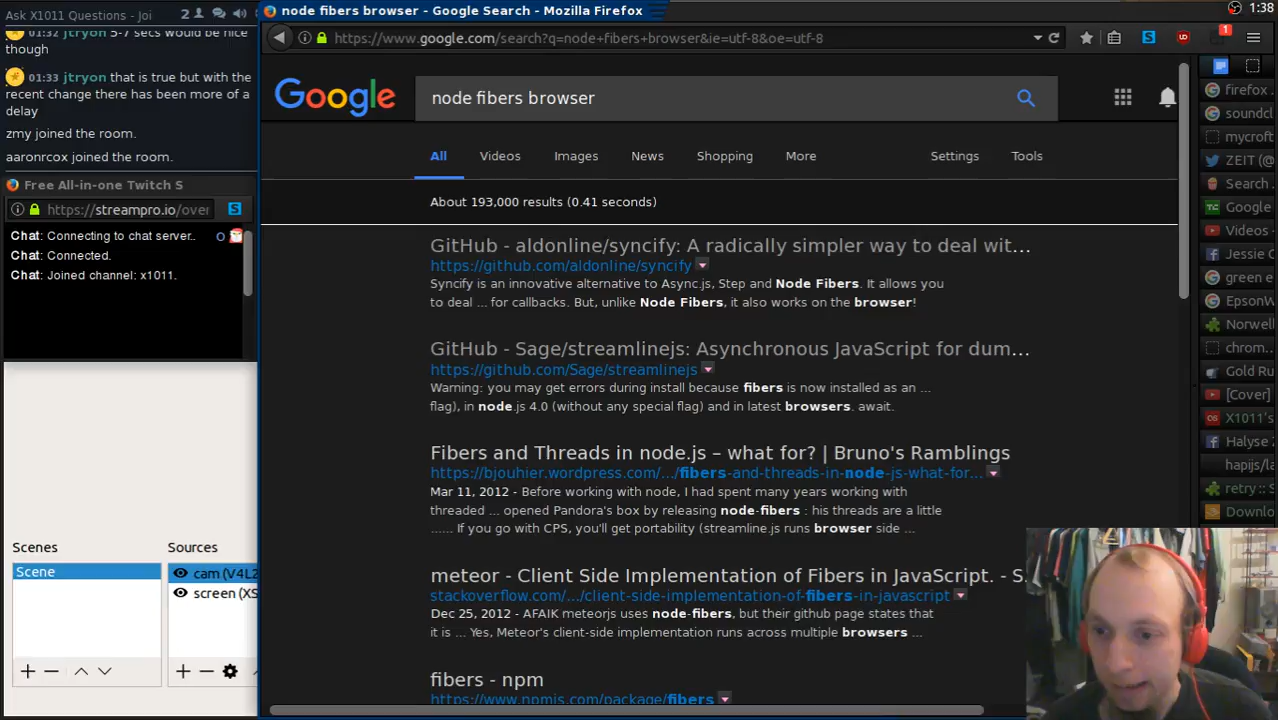 Ask X1011 Questions - Joi
2
01:32 jtryon 5-7 secs would be nice
though
01:33 jtryon that is true but with the
recent change there has been more of a
delay
zmy joined the room.
aaronrcox joined the room.
Free All-in-one Twitch S
https://streampro.io/over
Chat: Connecting to chat server..
Chat: Connected.
Chat: Joined channel: x1011.
Scenes
Scene
Sources
cam (V4L2
screen (XS
node fibers browser - Google Search - Mozilla Firefox
1:38
https://www.google.com/search?q=node+fibers+browser&ie=utf-8&oe=utf-8
1
Google
node fibers browser
All
Videos
Images
News
Shopping
More
Settings
Tools
About 193,000 results (0.41 seconds)
GitHub - aldonline/syncify: A radically simpler way to deal wit...
https://github.com/aldonline/syncify
Syncify is an innovative alternative to Async.js, Step and Node Fibers. It allows you
to deal ... for callbacks. But, unlike Node Fibers, it also works on the browser!
GitHub - Sage/streamlinejs: Asynchronous JavaScript for dum...
https://github.com/Sage/streamlinejs
Warning: you may get errors during install because fibers is now installed as an ...
flag), in node.js 4.0 (without any special flag) and in latest browsers. await.
Fibers and Threads in node.js – what for? | Bruno's Ramblings
https://bjouhier.wordpress.com/.../fibers-and-threads-in-node-js-what-for...
Mar 11, 2012 - Before working with node, I had spent many years working with
threaded ... opened Pandora's box by releasing node-fibers : his threads are a little
...... If you go with CPS, you'll get portability (streamline.js runs browser side ...
meteor - Client Side Implementation of Fibers in JavaScript. - S.
stackoverflow.com/.../client-side-implementation-of-fibers-in-javascript
Dec 25, 2012 - AFAIK meteorjs uses node-fibers, but their github page states that
it is ... Yes, Meteor's client-side implementation runs across multiple browsers ...
fibers - npm
https://www.npmjs.com/package/fibers
firefox .
soundcl
mycroft
ZEIT (@
Search .
Google
Videos -
Jessie C
green e
EpsonW
Norwell
chrom...
Gold Ru
[Cover]
X1011's
Halyse Z
hapijs/la
retry :: S
Downlo